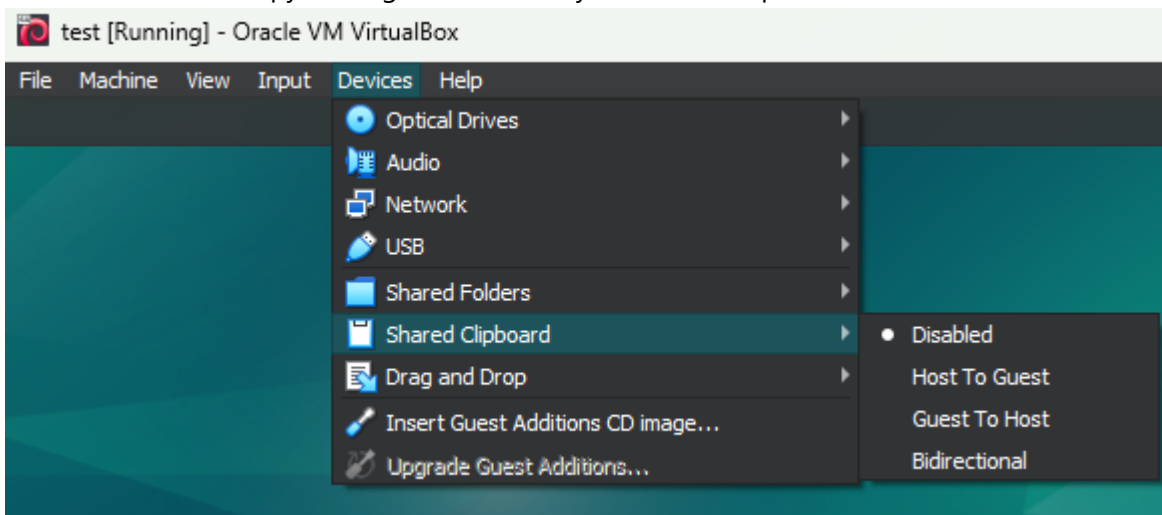 test [Running] - Oracle VM VirtualBox
File Machine View Input Devices Help
Optical Drives
Audio
Network
USB
Shared Folders
Shared Clipboard
Drag and Drop
Insert Guest Additions CD image...
Upgrade Guest Additions...
Disabled
Host To Guest
Guest To Host
Bidirectional